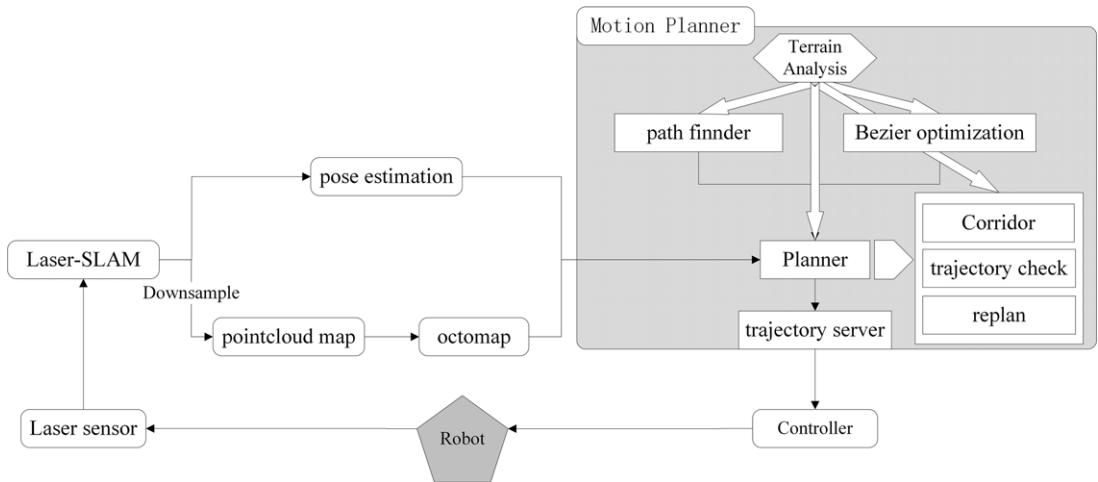 Motion Planner
Terrain
Analysis
path finnder
Bezier optimization
pose estimation
Corridor
Laser-SLAM
Planner
trajectory check
Downsample
replan
pointcloud map
octomap
trajectory server
Laser sensor
Robot
Controller